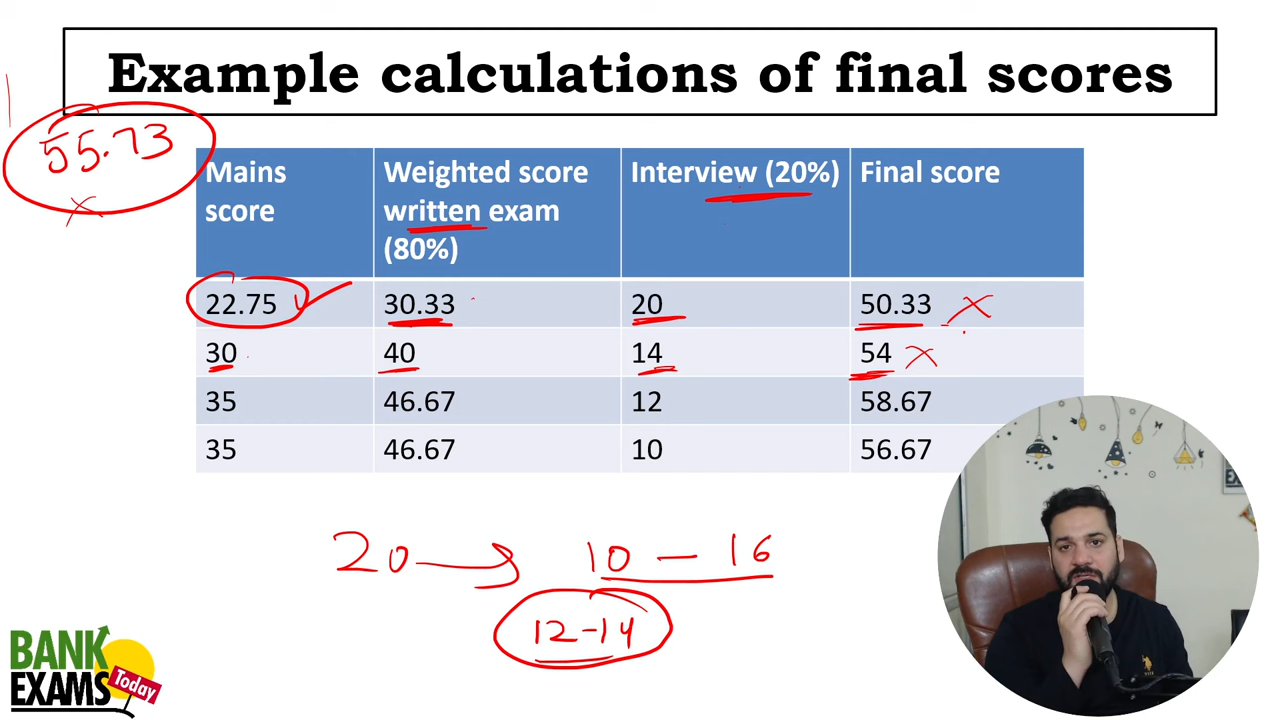 Example calculations of final scores
55.73
Mains score
Weighted score written exam (80%)
Interview (20%)
Final score
22.75 30.33 20 50.33
30 40 14 54
35 46.67 12 58.67
35 46.67 10 56.67
20 10 – 16
12-14
BANK
EXAMS
Today